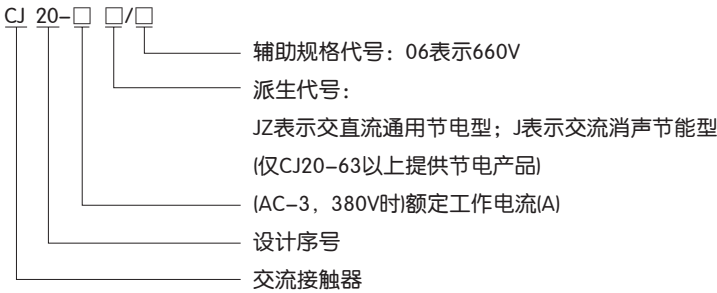 CJ 20-□ □/□
辅助规格代号：06表示660V
派生代号：
JZ表示交直流通用节电型；J表示交流消声节能型
(仅CJ20-63以上提供节电产品)
(AC-3，380V时)额定工作电流(A)
设计序号
交流接触器